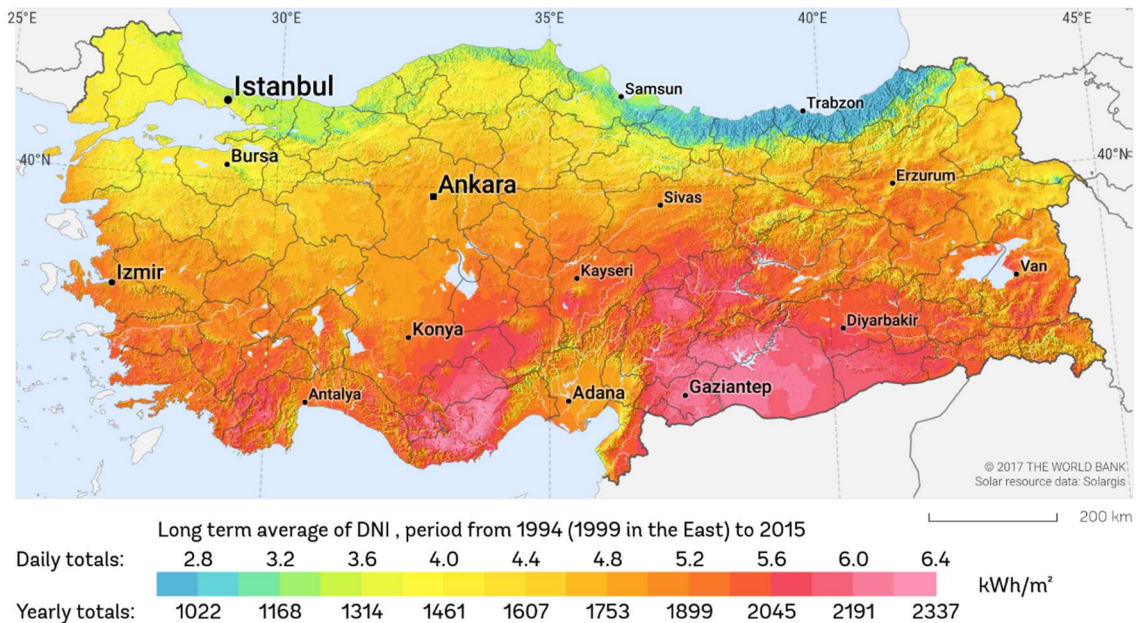 25°E 30°E 35°E 40°E 45°E
Istanbul
Samsun
Trabzon
40°N
Bursa
40°N
Ankara
Erzurum
Sivas
Izmir
Kayseri
Van
Konya
Diyarbakir
Antalya
Adana
Gaziantep
© 2017 THE WORLD BANK
Solar resource data: Solargis
200 km
Long term average of DNI , period from 1994 (1999 in the East) to 2015
Daily totals: 2.8 3.2 3.6 4.0 4.4 4.8 5.2 5.6 6.0 6.4
kWh/m²
Yearly totals: 1022 1168 1314 1461 1607 1753 1899 2045 2191 2337